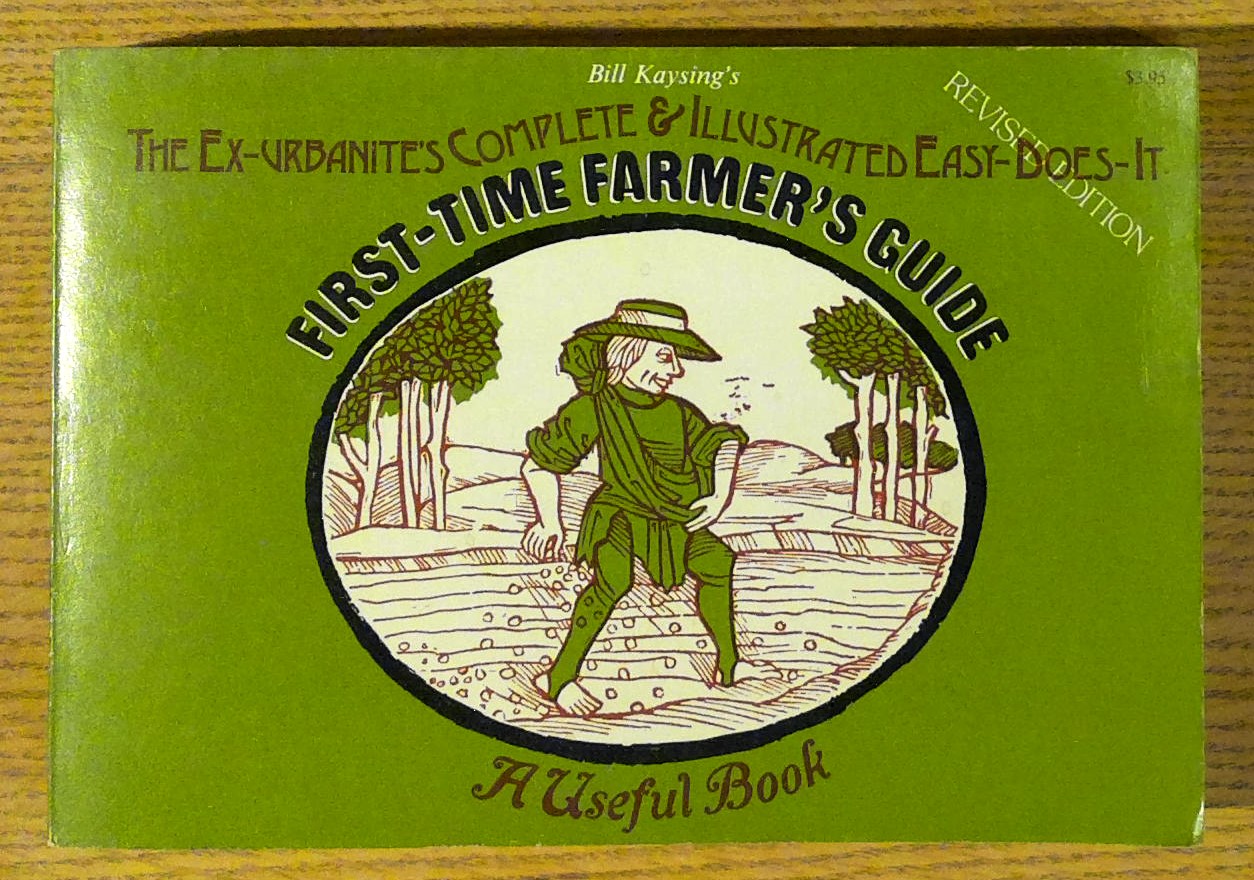 Bill Kaysing's
$3.95
REVISED EDITION
THE EX-URBANITE'S COMPLETE & ILLUSTRATED EASY-DOES-IT
FIRST-TIME FARMER'S GUIDE
A Useful Book